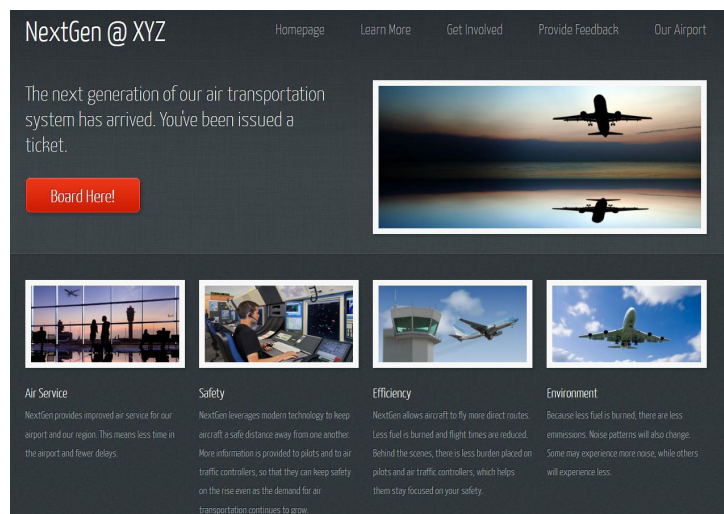 NextGen @ XYZ
Homepage
Learn More
Get Involved
Provide Feedback
Our Airport
The next generation of our air transportation
system has arrived. You've been issued a
ticket.
Board Here!
Air Service
NextGen provides improved air service for our
airport and our region. This means less time in
the airport and fewer delays.
Safety
NextGen leverages modern technology to keep
aircraft a safe distance away from one another.
More information is provided to pilots and to air
traffic controllers, so that they can keep safety
on the rise even as the demand for air
transportation continues to grow.
Efficiency
NextGen allows aircraft to fly more direct routes.
Less fuel is burned and flight times are reduced.
Behind the scenes, there is less burden placed on
pilots and air traffic controllers, which helps
them stay focused on your safety.
Environment
Because less fuel is burned, there are less
emmissions. Noise patterns will also change.
Some may experience more noise, while others
will experience less.